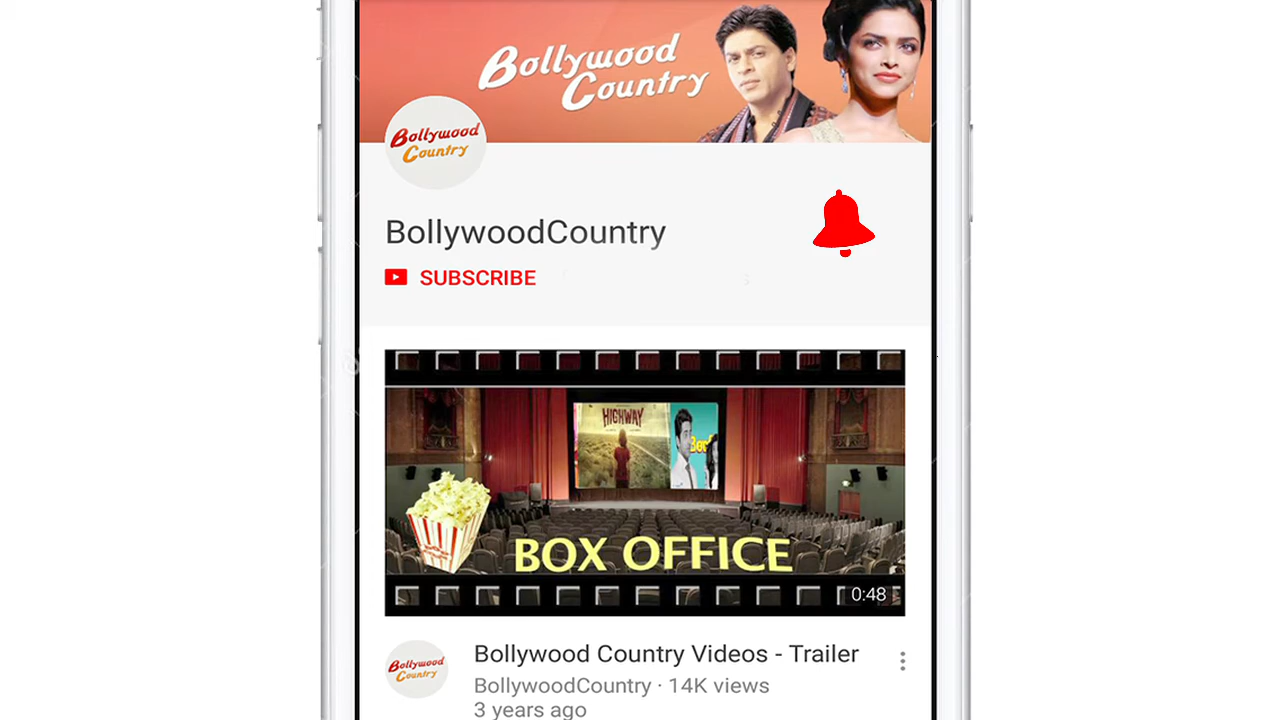 Bollywood
Country
Bollywood
Country
BollywoodCountry
SUBSCRIBE
HIGHWAY
BOX OFFICE
0:48
Bollywood
Country
Bollywood Country Videos - Trailer
BollywoodCountry · 14K views
3 years ago